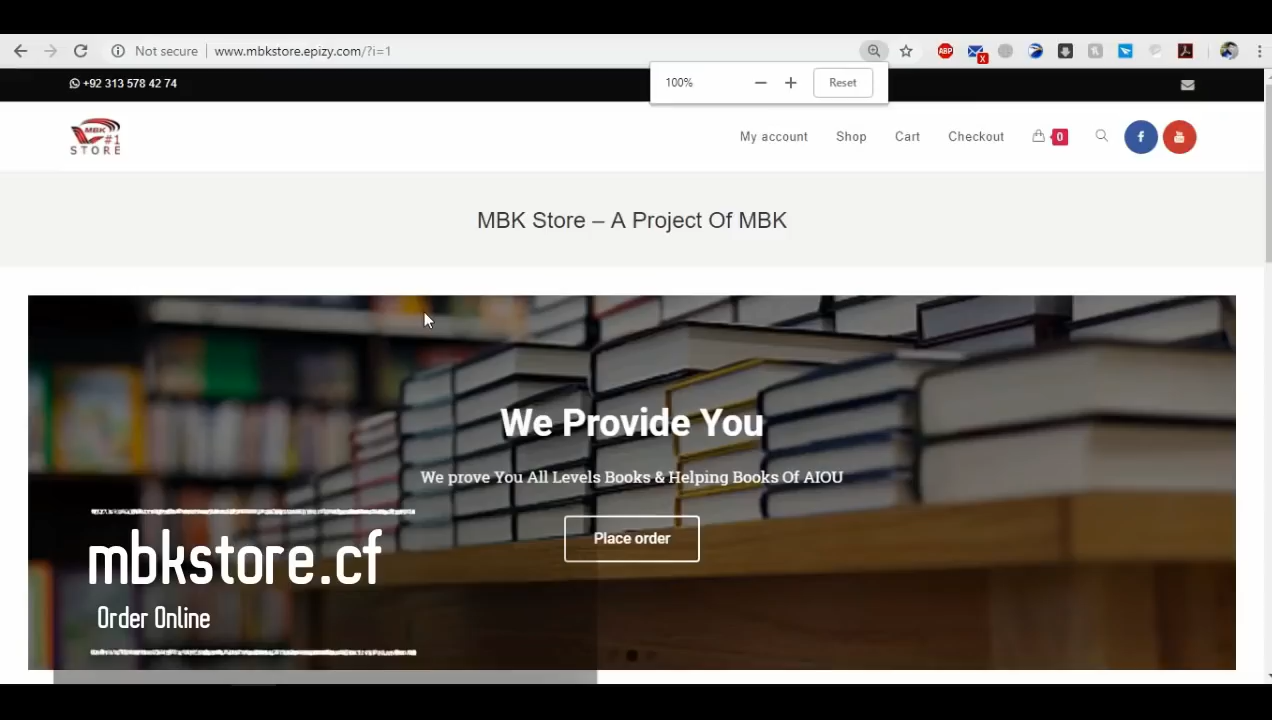 Not secure | www.mbkstore.epizy.com/?i=1
ABP
X
100% − + Reset
+92 313 578 42 74
MBK
#1
STORE
My account Shop Cart Checkout 0
f You
MBK Store – A Project Of MBK
We Provide You
We prove You All Levels Books & Helping Books Of AIOU
Place order
mbkstore.cf
Order Online